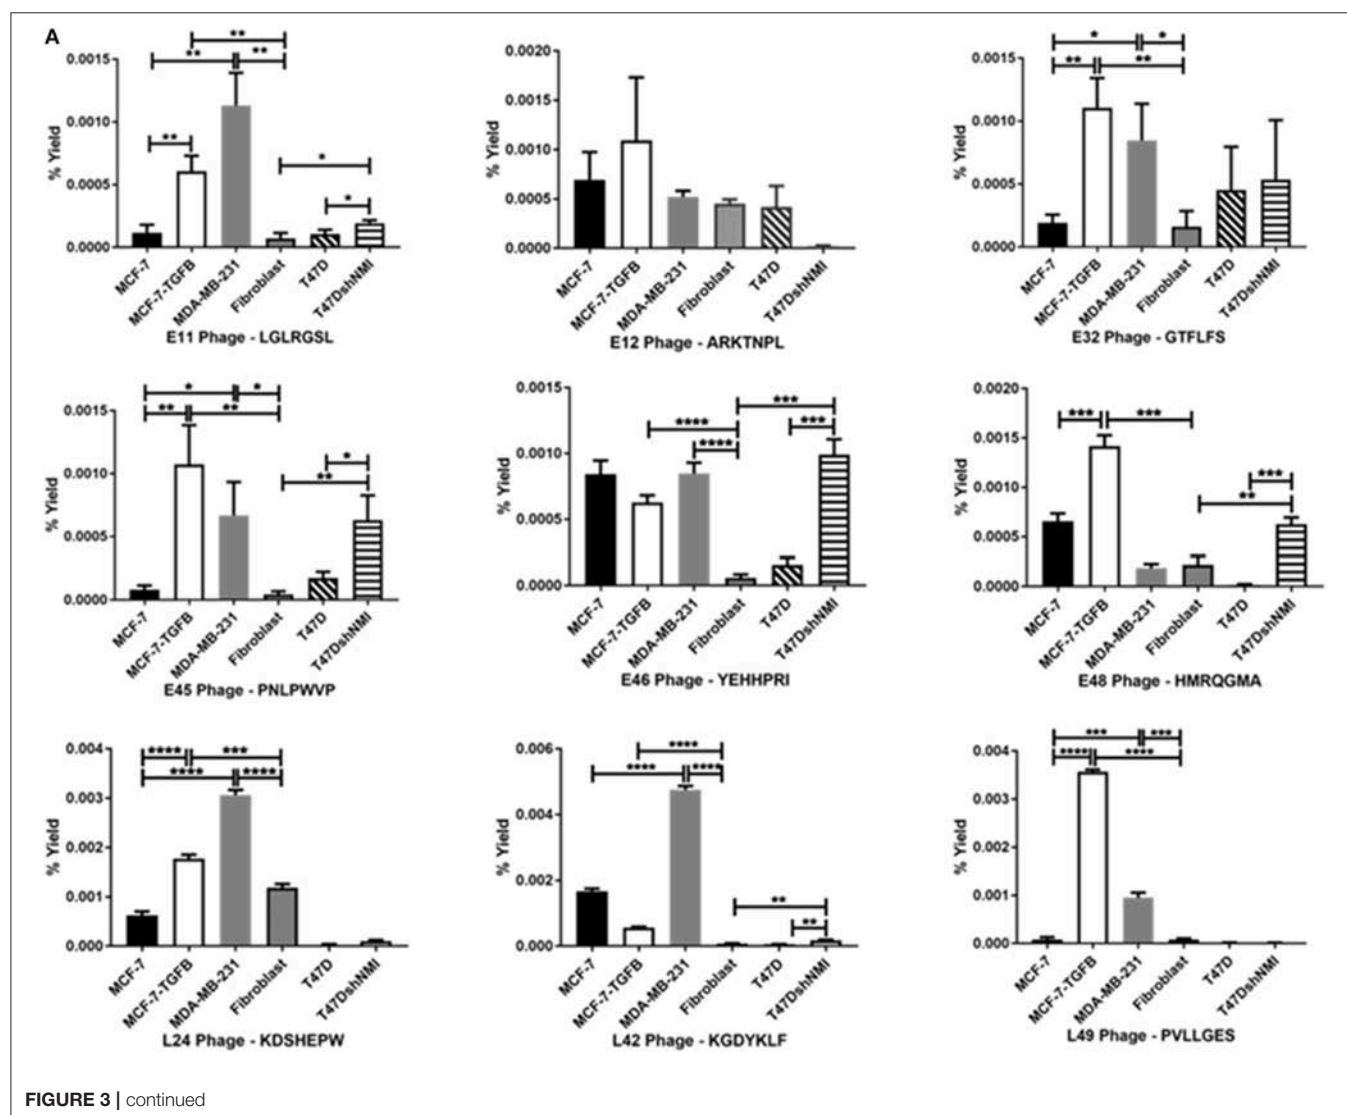 A
** 
** **
0.0015
0.0010
0.0005
0.0000
% Yield
**
*
*
MCF-7
MCF-7-TGFB
MDA-MB-231
Fibroblast
T47D
T47DshNMI
E11 Phage - LGLRGSL
0.0020
0.0015
0.0010
0.0005
0.0000
% Yield
MCF-7
MCF-7-TGFB
MDA-MB-231
Fibroblast
T47D
T47DshNMI
E12 Phage - ARKTNPL
* *
** **
0.0015
0.0010
0.0005
0.0000
% Yield
MCF-7
MCF-7-TGFB
MDA-MB-231
Fibroblast
T47D
T47DshNMI
E32 Phage - GTFLFS
* *
** **
0.0015
0.0010
0.0005
0.0000
% Yield
*
**
MCF-7
MCF-7-TGFB
MDA-MB-231
Fibroblast
T47D
T47DshNMI
E45 Phage - PNLPWVP
0.0015
0.0010
0.0005
0.0000
% Yield
***
**** ***
****
MCF-7
MCF-7-TGFB
MDA-MB-231
Fibroblast
T47D
T47DshNMI
E46 Phage - YEHHPRI
0.0020
0.0015
0.0010
0.0005
0.0000
% Yield
*** ***
***
**
MCF-7
MCF-7-TGFB
MDA-MB-231
Fibroblast
T47D
T47DshNMI
E48 Phage - HMRQGMA
0.004
0.003
0.002
0.001
0.000
% Yield
**** ***
**** ****
MCF-7
MCF-7-TGFB
MDA-MB-231
Fibroblast
T47D
T47DshNMI
L24 Phage - KDSHEPW
0.006
0.004
0.002
0.000
% Yield
****
**** ****
**
**
MCF-7
MCF-7-TGFB
MDA-MB-231
Fibroblast
T47D
T47DshNMI
L42 Phage - KGDYKLF
*** ***
**** ****
0.004
0.003
0.002
0.001
0.000
% Yield
MCF-7
MCF-7-TGFB
MDA-MB-231
Fibroblast
T47D
T47DshNMI
L49 Phage - PVLLGES
FIGURE 3 | continued